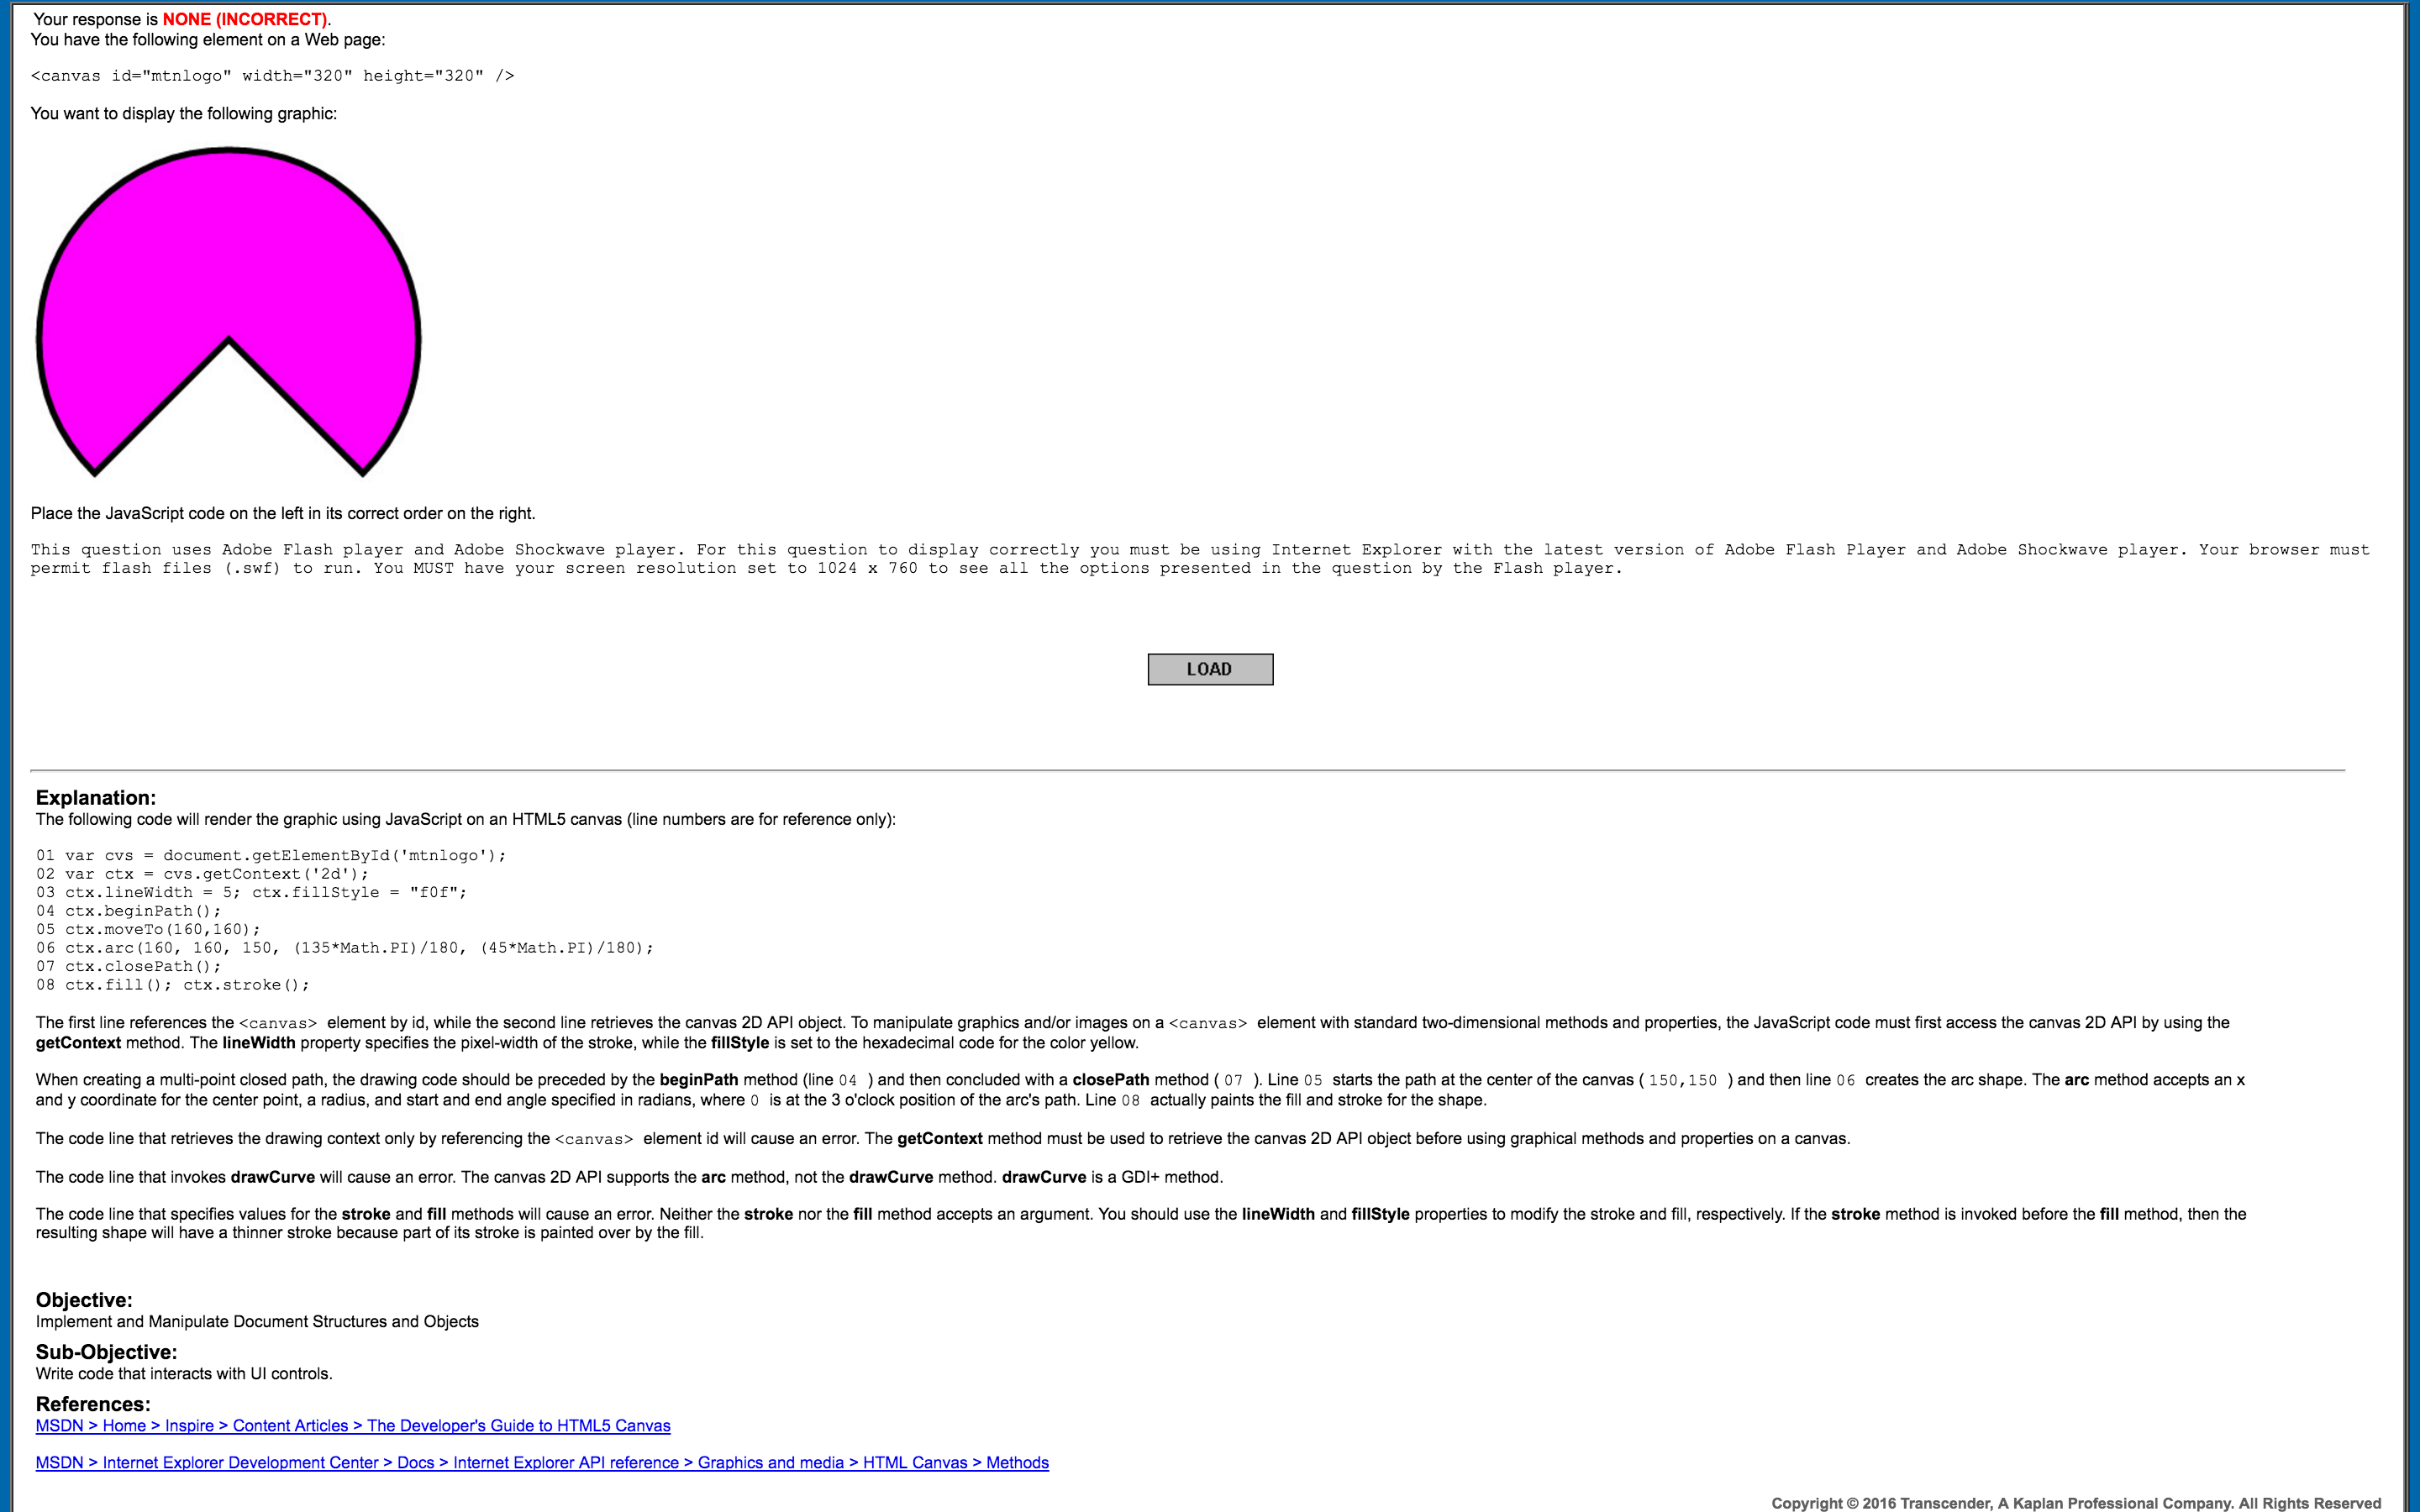 Your response is NONE (INCORRECT).
You have the following element on a Web page:
<canvas id="mtnlogo" width="320" height="320" />
You want to display the following graphic:
Place the JavaScript code on the left in its correct order on the right.
This question uses Adobe Flash player and Adobe Shockwave player. For this question to display correctly you must be using Internet Explorer with the latest version of Adobe Flash Player and Adobe Shockwave player. Your browser must
permit flash files (.swf) to run. You MUST have your screen resolution set to 1024 x 760 to see all the options presented in the question by the Flash player.
LOAD
Explanation:
The following code will render the graphic using JavaScript on an HTML5 canvas (line numbers are for reference only):
01 var cvs = document.getElementById('mtnlogo');
02 var ctx = cvs.getContext('2d');
03 ctx.lineWidth = 5; ctx.fillStyle = "f0f";
04 ctx.beginPath();
05 ctx.moveTo(160,160);
06 ctx.arc(160, 160, 150, (135*Math.PI)/180, (45*Math.PI)/180);
07 ctx.closePath();
08 ctx.fill(); ctx.stroke();
The first line references the <canvas> element by id, while the second line retrieves the canvas 2D API object. To manipulate graphics and/or images on a <canvas> element with standard two-dimensional methods and properties, the JavaScript code must first access the canvas 2D API by using the
getContext method. The lineWidth property specifies the pixel-width of the stroke, while the fillStyle is set to the hexadecimal code for the color yellow.
When creating a multi-point closed path, the drawing code should be preceded by the beginPath method (line 04 ) and then concluded with a closePath method ( 07 ). Line 05 starts the path at the center of the canvas ( 150,150 ) and then line 06 creates the arc shape. The arc method accepts an x
and y coordinate for the center point, a radius, and start and end angle specified in radians, where 0 is at the 3 o'clock position of the arc's path. Line 08 actually paints the fill and stroke for the shape.
The code line that retrieves the drawing context only by referencing the <canvas> element id will cause an error. The getContext method must be used to retrieve the canvas 2D API object before using graphical methods and properties on a canvas.
The code line that invokes drawCurve will cause an error. The canvas 2D API supports the arc method, not the drawCurve method. drawCurve is a GDI+ method.
The code line that specifies values for the stroke and fill methods will cause an error. Neither the stroke nor the fill method accepts an argument. You should use the lineWidth and fillStyle properties to modify the stroke and fill, respectively. If the stroke method is invoked before the fill method, then the
resulting shape will have a thinner stroke because part of its stroke is painted over by the fill.
Objective:
Implement and Manipulate Document Structures and Objects
Sub-Objective:
Write code that interacts with UI controls.
References:
MSDN > Home > Inspire > Content Articles > The Developer's Guide to HTML5 Canvas
MSDN > Internet Explorer Development Center > Docs > Internet Explorer API reference > Graphics and media > HTML Canvas > Methods
Copyright © 2016 Transcender, A Kaplan Professional Company. All Rights Reserved